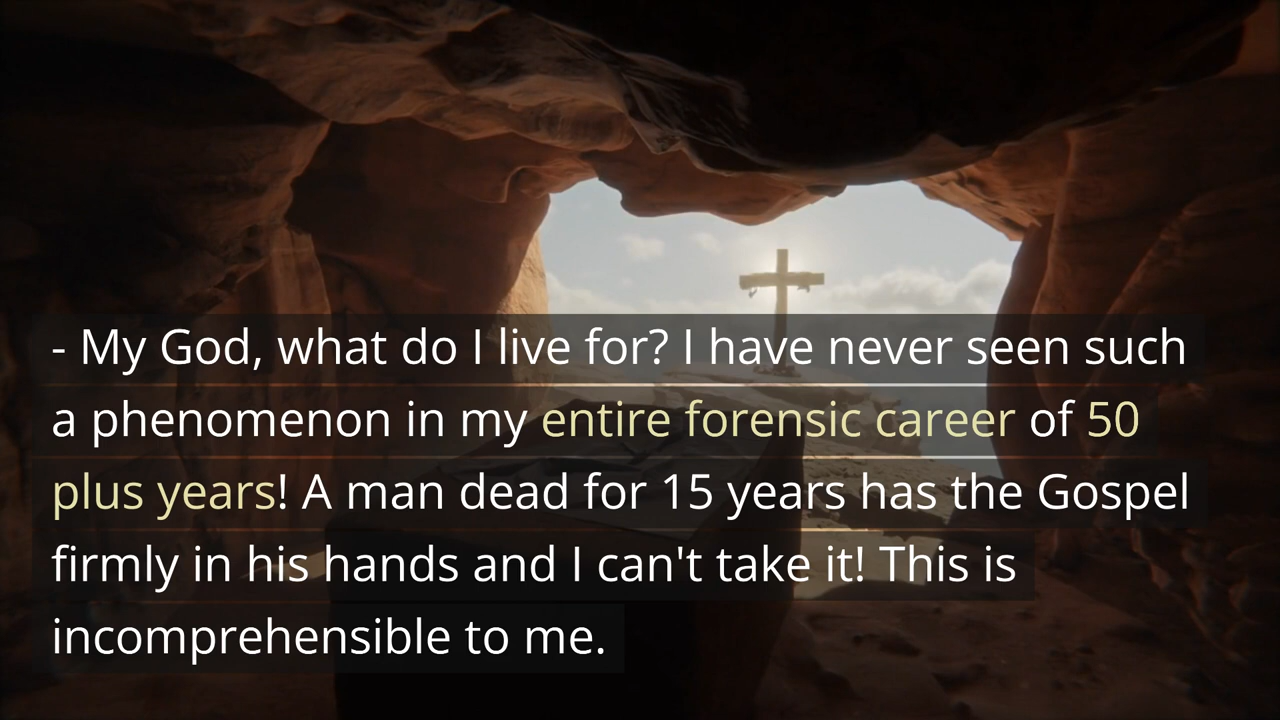 - My God, what do I live for? I have never seen such
a phenomenon in my entire forensic career of 50
plus years! A man dead for 15 years has the Gospel
firmly in his hands and I can't take it! This is
incomprehensible to me.